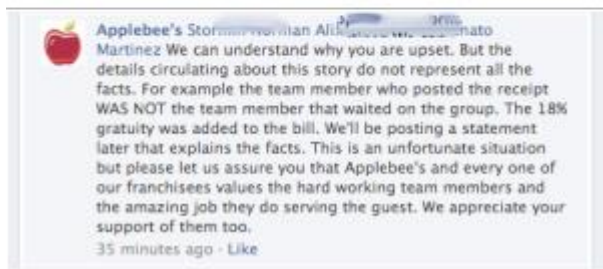 Applebee's
Martinez We can understand why you are upset. But the
details circulating about this story do not represent all the
facts. For example the team member who posted the receipt
WAS NOT the team member that waited on the group. The 18%
gratuity was added to the bill. We'll be posting a statement
later that explains the facts. This is an unfortunate situation
but please let us assure you that Applebee's and every one of
our franchisees values the hard working team members and
the amazing job they do serving the guest. We appreciate your
support of them too.
35 minutes ago · Like